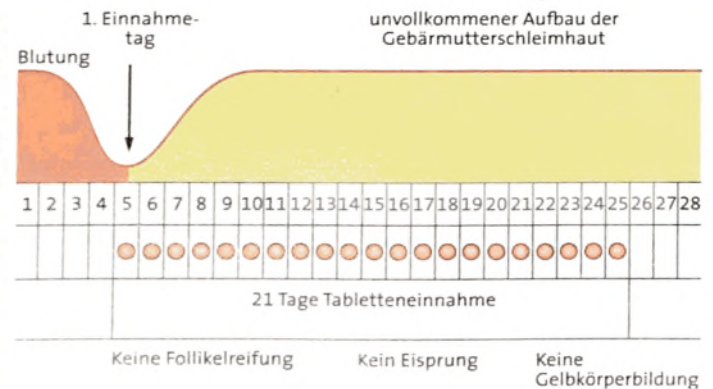 1. Einnahme-
tag
unvollkommener Aufbau der
Gebärmutterschleimhaut
Blutung
1 2 3 4 5 6 7 8 9 10 11 12 13 14 15 16 17 18 19 20 21 22 23 24 25 26 27 28
21 Tage Tabletteneinnahme
Keine Follikelreifung
Kein Eisprung
Keine
Gelbkörperbildung